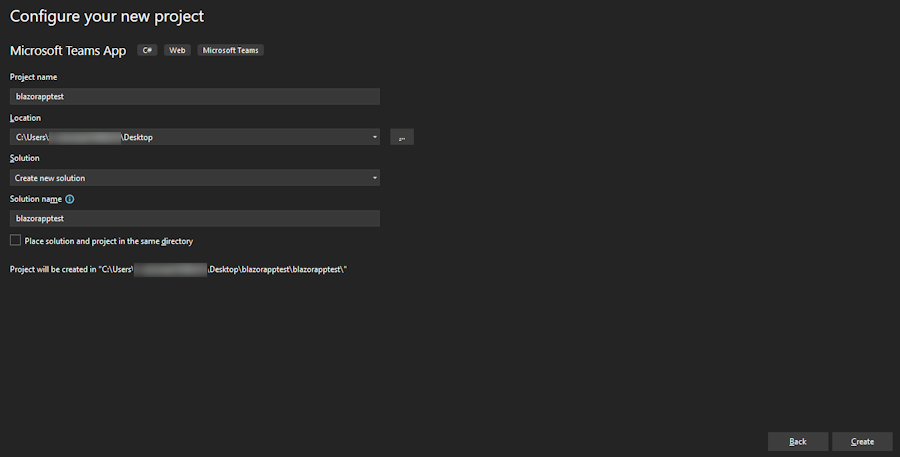 Configure your new project
Microsoft Teams App C# Web Microsoft Teams
Project name
blazorapptest
Location
C:\Users\ \Desktop
...
Solution
Create new solution
Solution name
blazorapptest
Place solution and project in the same directory
Project will be created in "C:\Users\ \Desktop\blazorapptest\blazorapptest\"
Back Create